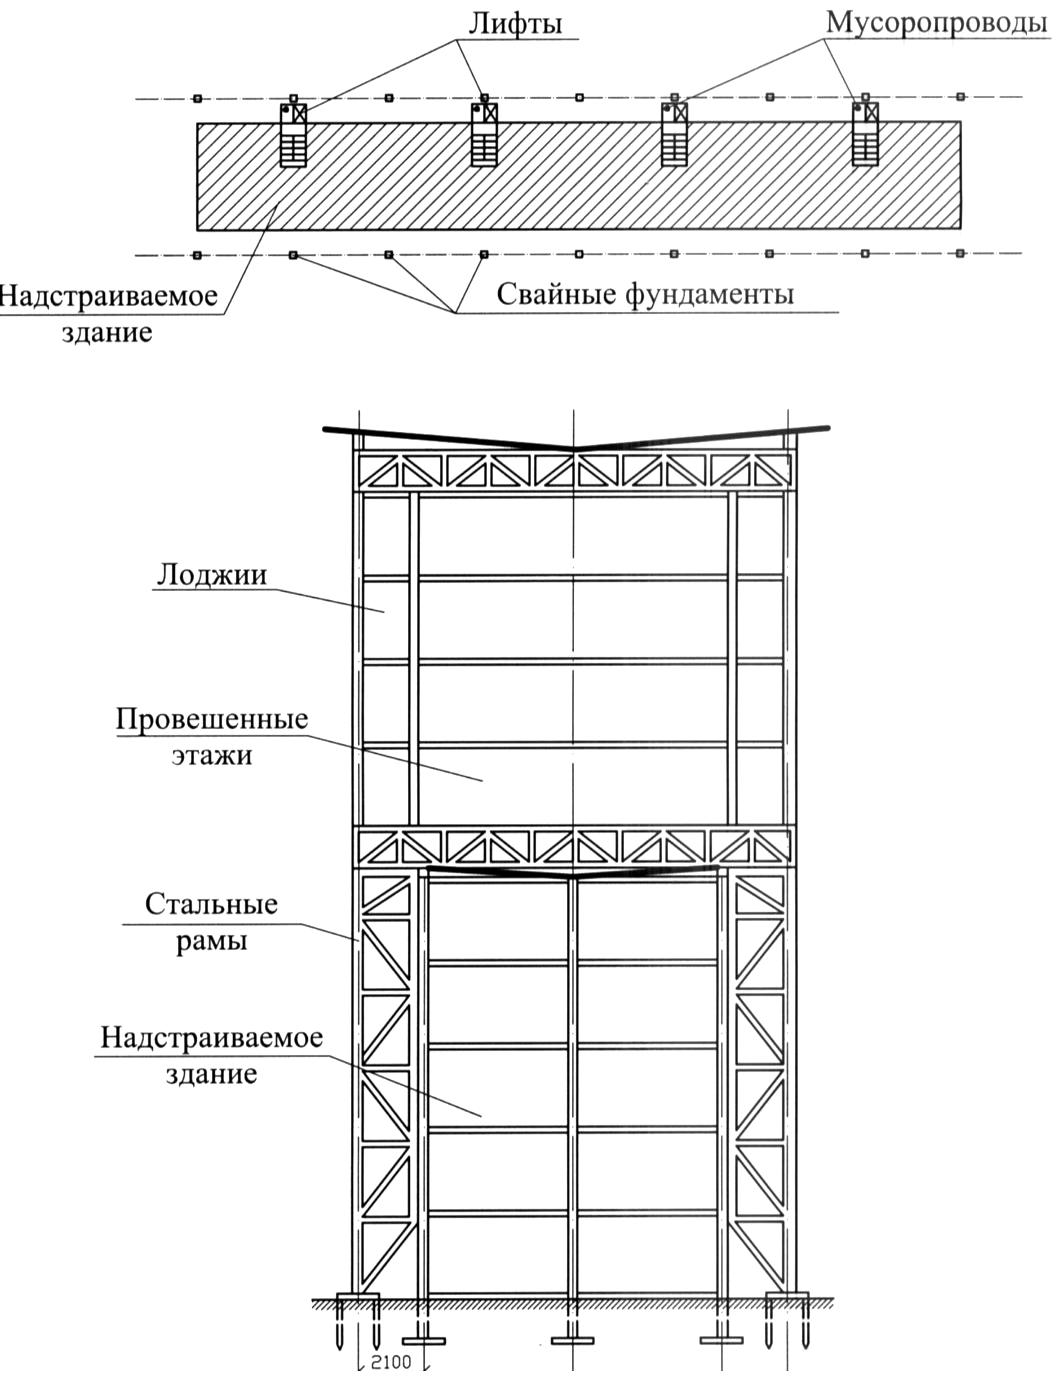 Лифты
Мусоропроводы
Надстраиваемое
здание
Свайные фундаменты
Лоджии
Провешенные
этажи
Стальные
рамы
Надстраиваемое
здание
2100